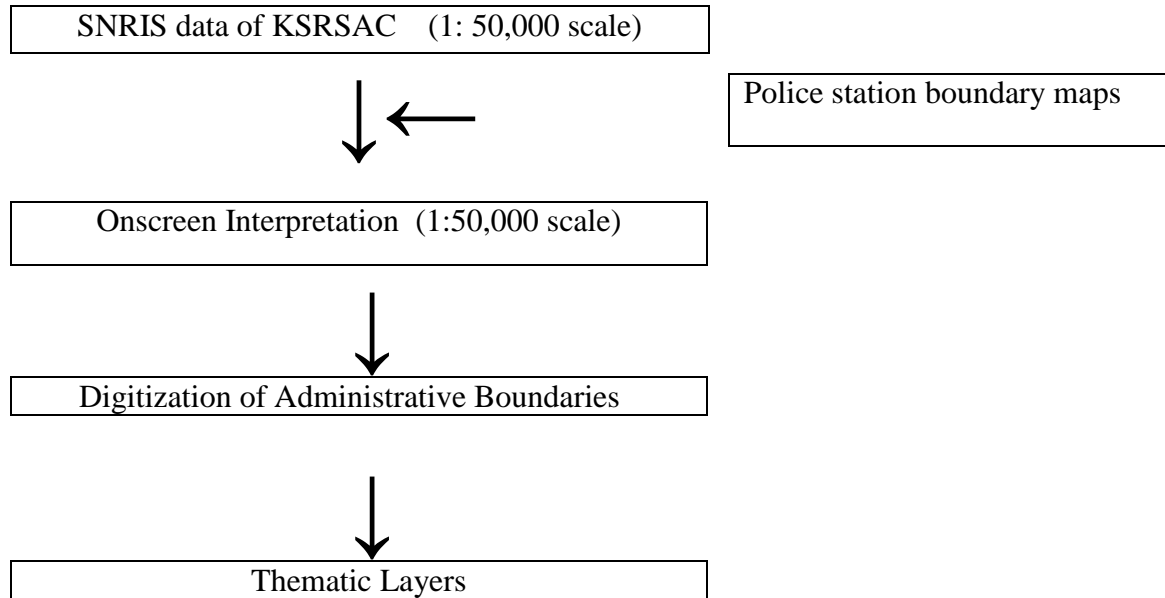 SNRIS data of KSRSAC (1: 50,000 scale)
Police station boundary maps
Onscreen Interpretation (1:50,000 scale)
Digitization of Administrative Boundaries
Thematic Layers